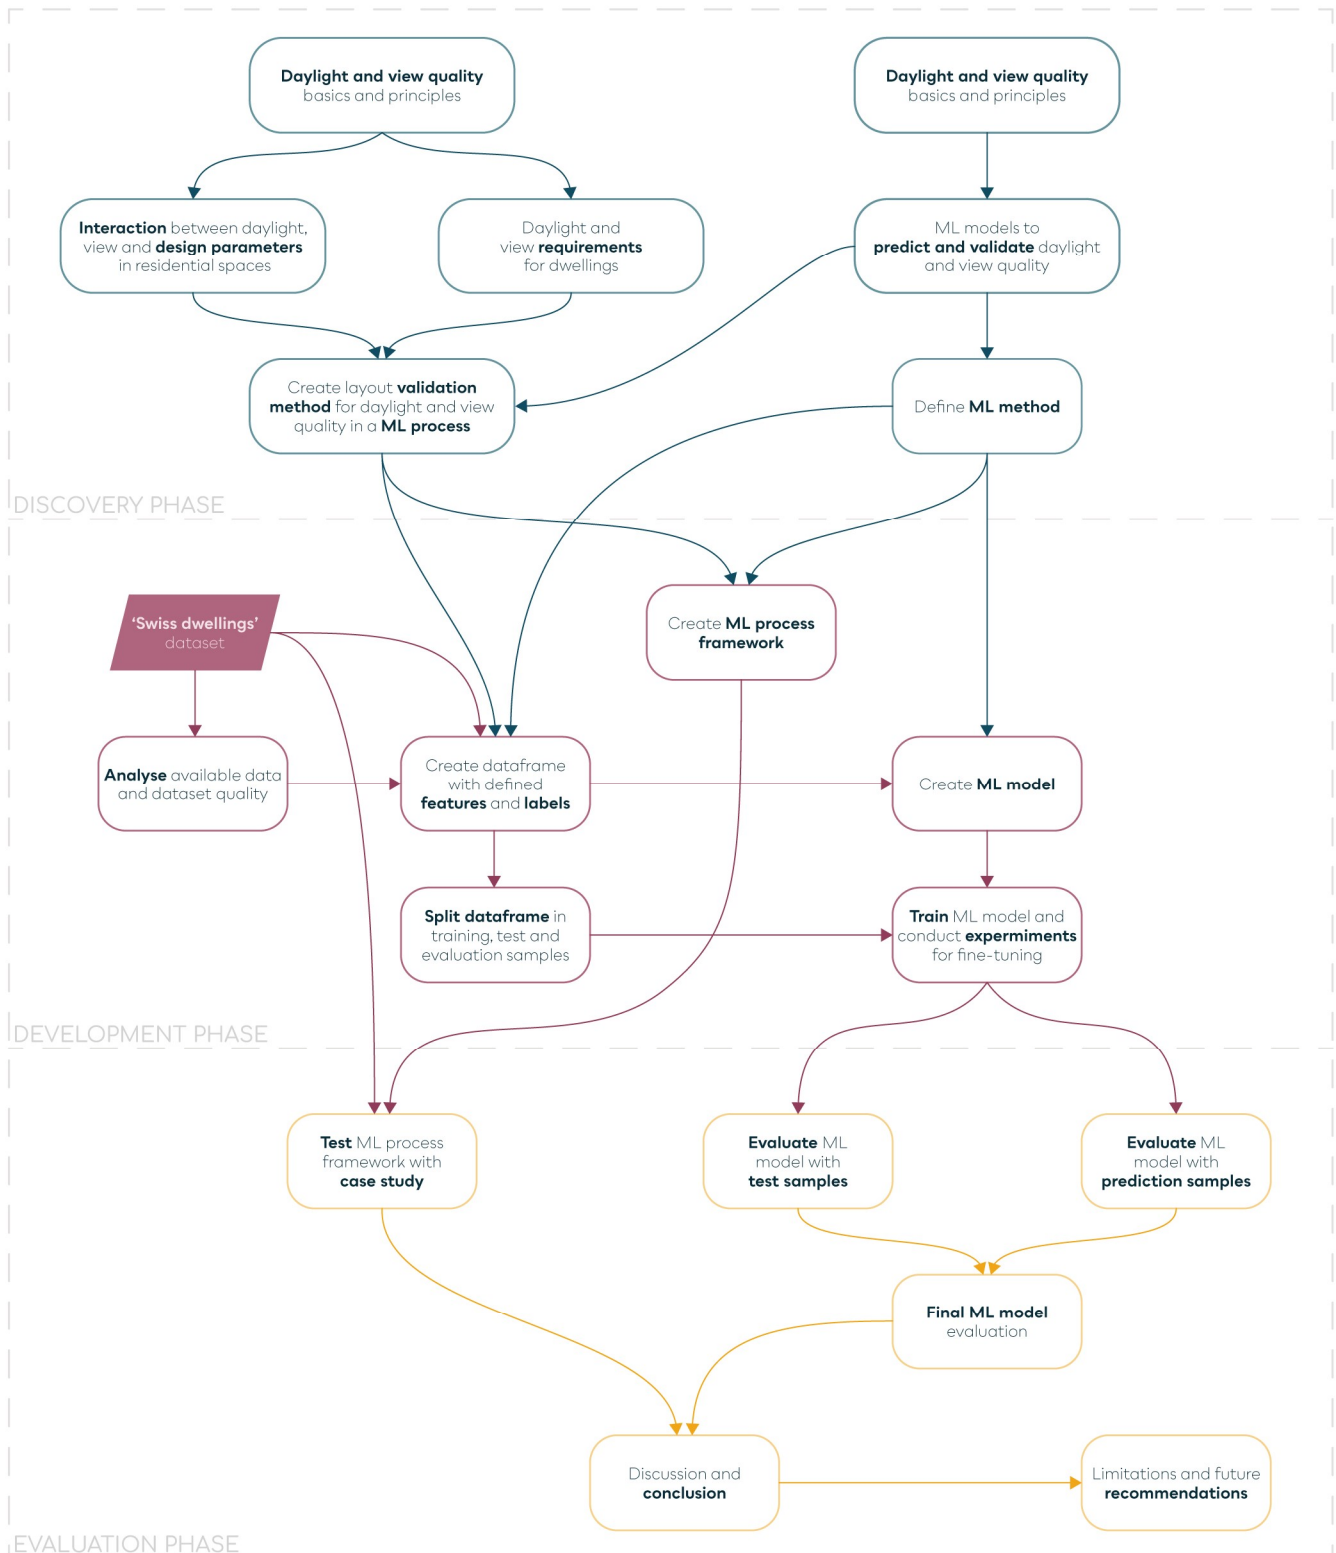 Daylight and view quality
basics and principles
Daylight and view quality
basics and principles
Interaction between daylight,
view and design parameters
in residential spaces
Daylight and
view requirements
for dwellings
ML models to
predict and validate daylight
and view quality
Create layout validation
method for daylight and view
quality in a ML process
Define ML method
DISCOVERY PHASE
'Swiss dwellings'
dataset
Create ML process
framework
Analyse available data
and dataset quality
Create dataframe
with defined
features and labels
Create ML model
Split dataframe in
training, test and
evaluation samples
Train ML model and
conduct expermiments
for fine-tuning
DEVELOPMENT PHASE
Test ML process
framework with
case study
Evaluate ML
model with
test samples
Evaluate ML
model with
prediction samples
Final ML model
evaluation
Discussion and
conclusion
Limitations and future
recommendations
EVALUATION PHASE